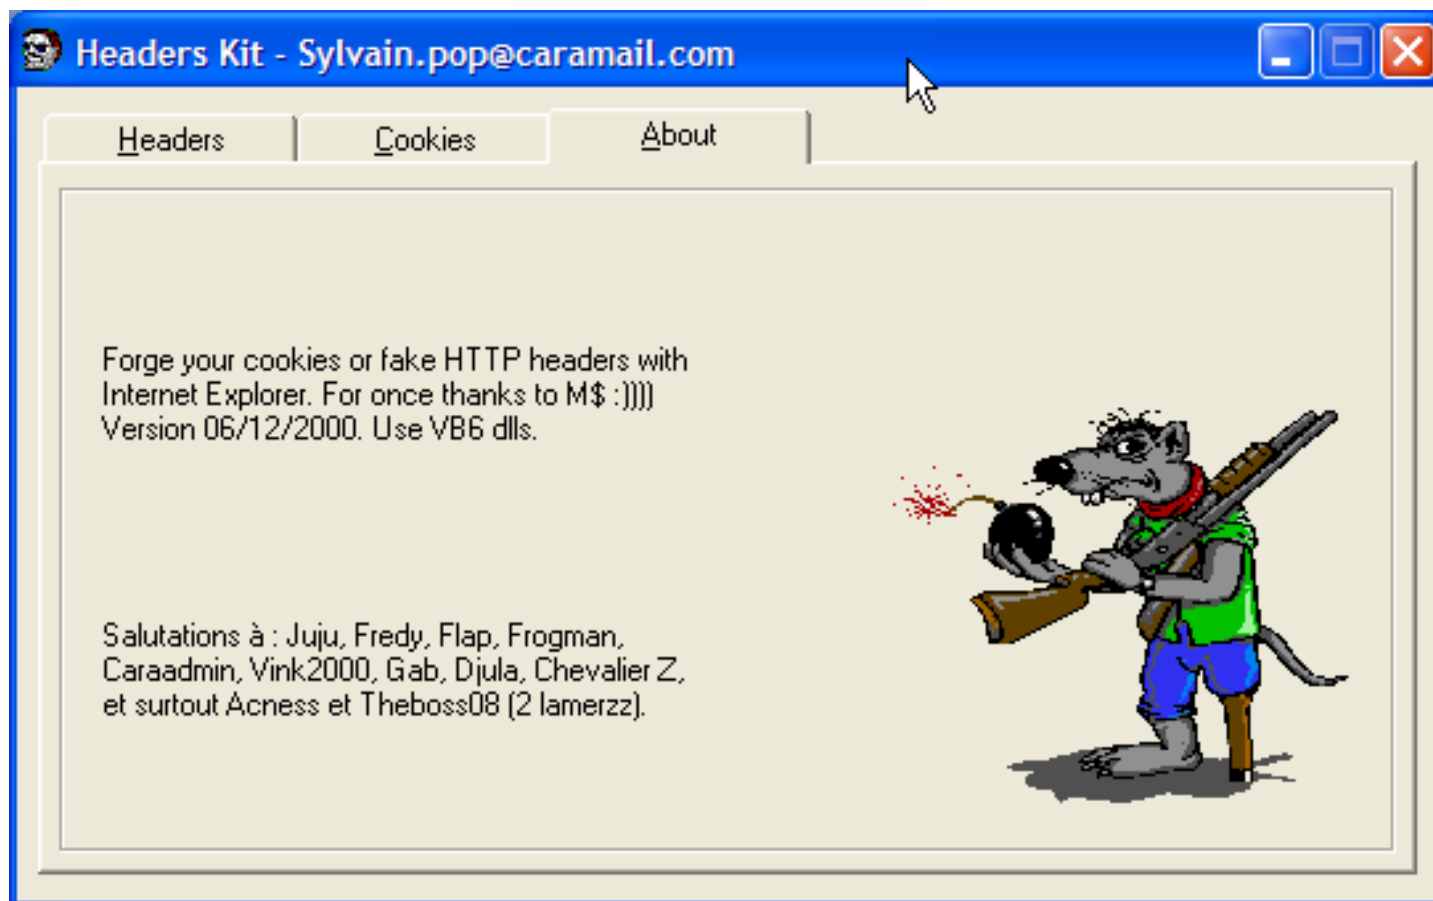 Headers Kit - Sylvain.pop@caramail.com
Headers
Cookies
About
Forge your cookies or fake HTTP headers with
Internet Explorer. For once thanks to M$ :))))
Version 06/12/2000. Use VB6 dlls.
Salutations à : Juju, Fredy, Flap, Frogman,
Caraadmin, Vink2000, Gab, Djula, Chevalier Z,
et surtout Acness et Theboss08 (2 lamerzz).